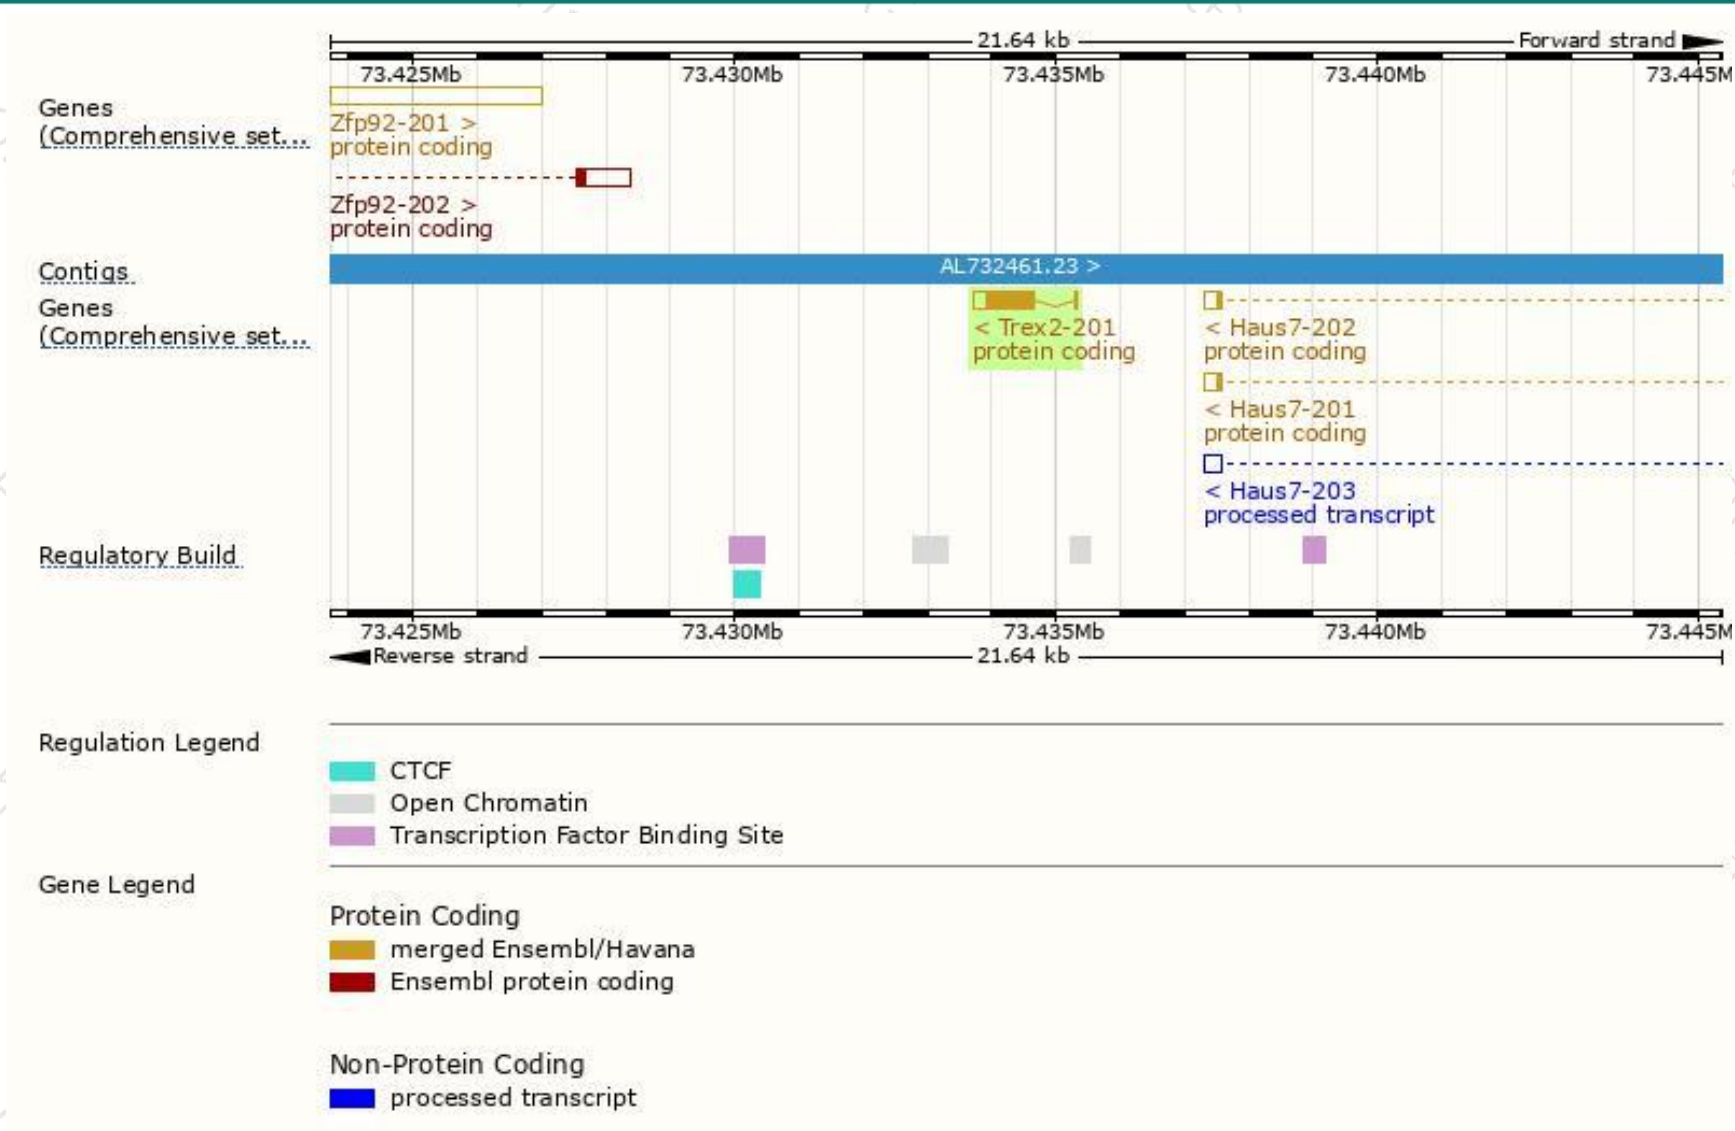 21.64 kb Forward strand
73.425Mb 73.430Mb 73.435Mb 73.440Mb 73.445M
Genes
(Comprehensive set...
Zfp92-201 >
protein coding
Zfp92-202 >
protein coding
Contigs
AL732461.23 >
Genes
(Comprehensive set...
< Trex2-201
protein coding
< Haus7-202
protein coding
< Haus7-201
protein coding
< Haus7-203
processed transcript
Regulatory Build
73.425Mb 73.430Mb 73.435Mb 73.440Mb 73.445M
Reverse strand 21.64 kb
Regulation Legend
CTCF
Open Chromatin
Transcription Factor Binding Site
Gene Legend
Protein Coding
merged Ensembl/Havana
Ensembl protein coding
Non-Protein Coding
processed transcript